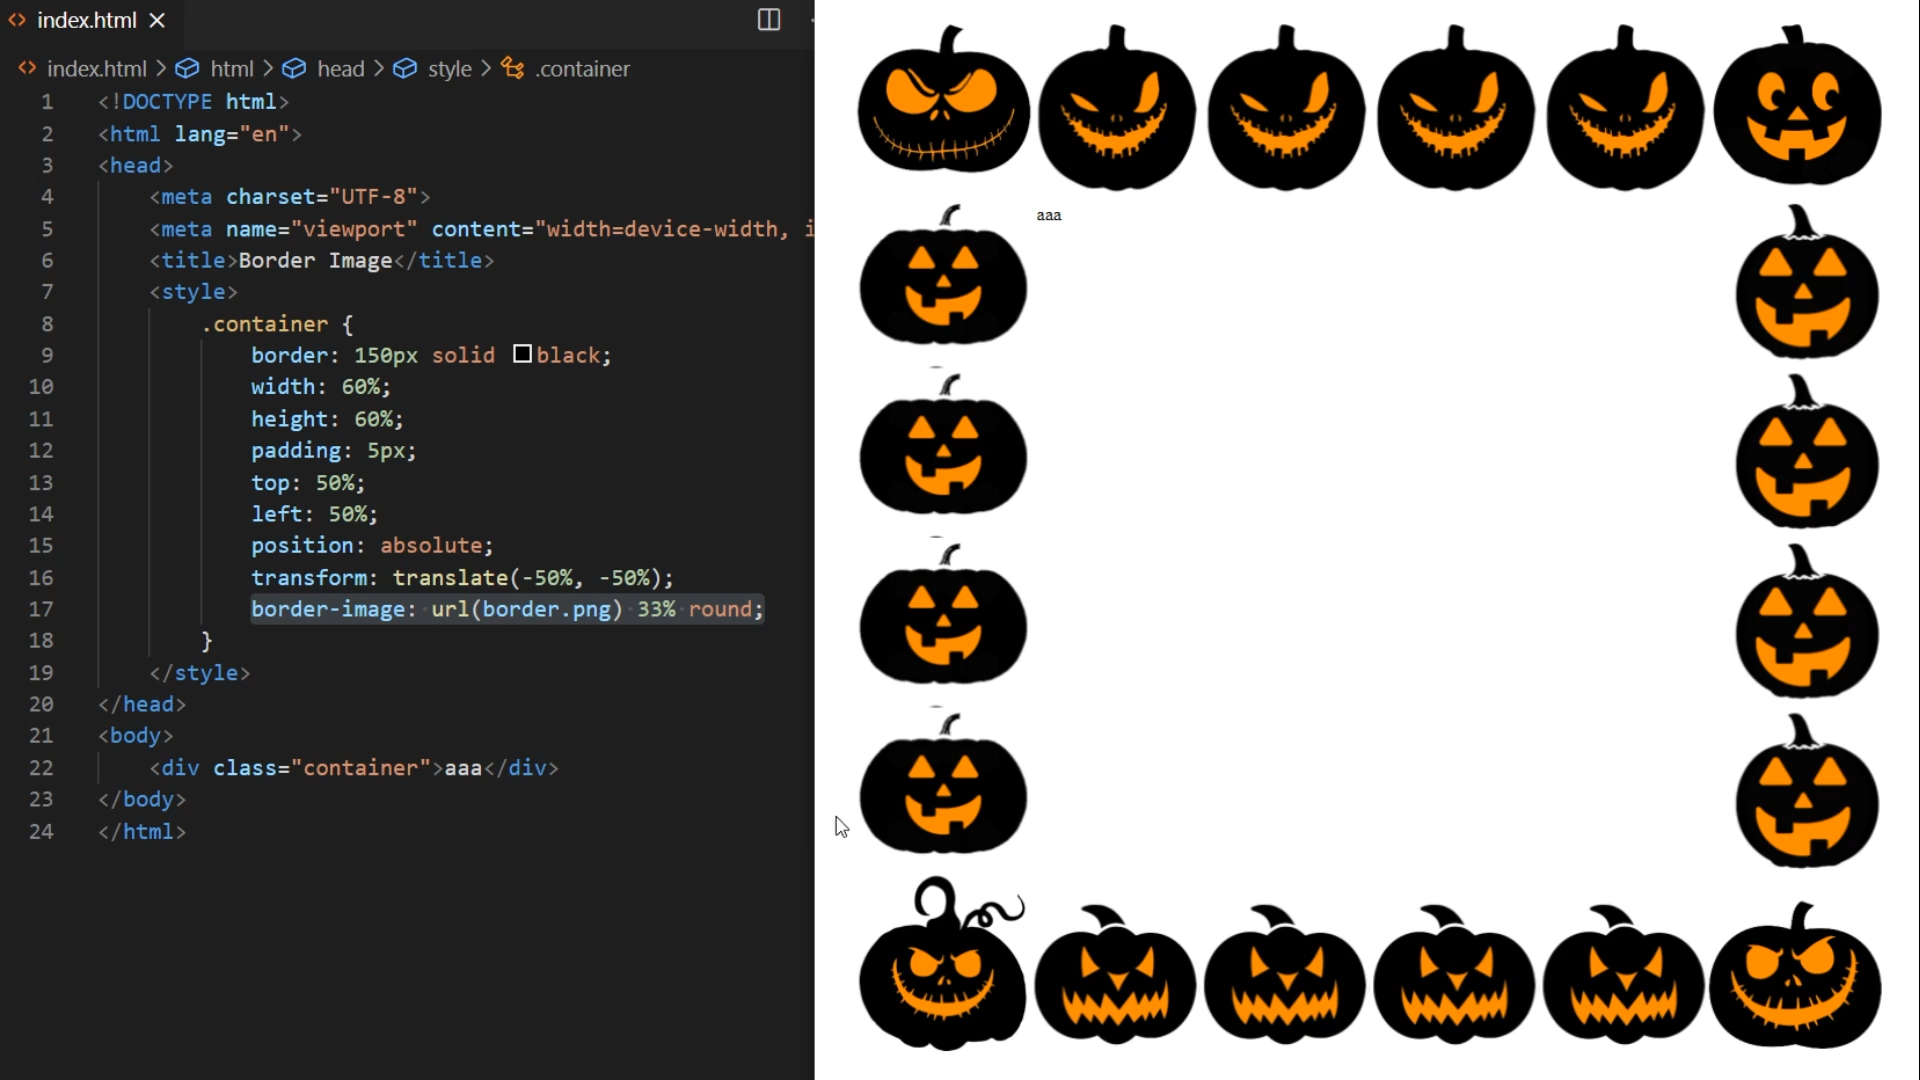 index.html
index.html > html > head > style > .container
1 <!DOCTYPE html>
2 <html lang="en">
3 <head>
4 <meta charset="UTF-8">
5 <meta name="viewport" content="width=device-width, i
6 <title>Border Image</title>
7 <style>
8 .container {
9 border: 150px solid black;
10 width: 60%;
11 height: 60%;
12 padding: 5px;
13 top: 50%;
14 left: 50%;
15 position: absolute;
16 transform: translate(-50%, -50%);
17 border-image: url(border.png) 33% round;
18 }
19 </style>
20 </head>
21 <body>
22 <div class="container">aaa</div>
23 </body>
24 </html>
aaa